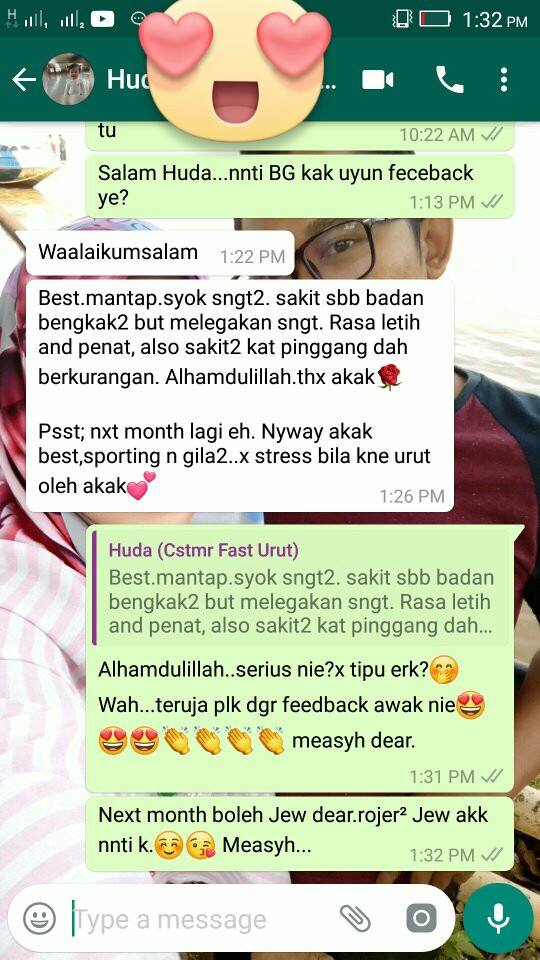 H 1:32 PM
Hud ...
tu
10:22 AM
Salam Huda...nnti BG kak uyun feceback
ye?
1:13 PM
Waalaikumsalam
1:22 PM
Best.mantap.syok sngt2. sakit sbb badan
bengkak2 but melegakan sngt. Rasa letih
and penat, also sakit2 kat pinggang dah
berkurangan. Alhamdulillah.thx akak🌹
Psst; nxt month lagi eh. Nyway akak
best,sporting n gila2..x stress bila kne urut
oleh akak💕
1:26 PM
Huda (Cstmr Fast Urut)
Best.mantap.syok sngt2. sakit sbb badan
bengkak2 but melegakan sngt. Rasa letih
and penat, also sakit2 kat pinggang dah...
Alhamdulillah..serius nie?x tipu erk?🤭
Wah...teruja plk dgr feedback awak nie😍
😍😍👏👏👏👏 measyh dear.
1:31 PM
Next month boleh Jew dear.rojer² Jew akk
nnti k.☺️😘 Measyh...
1:32 PM
Type a message